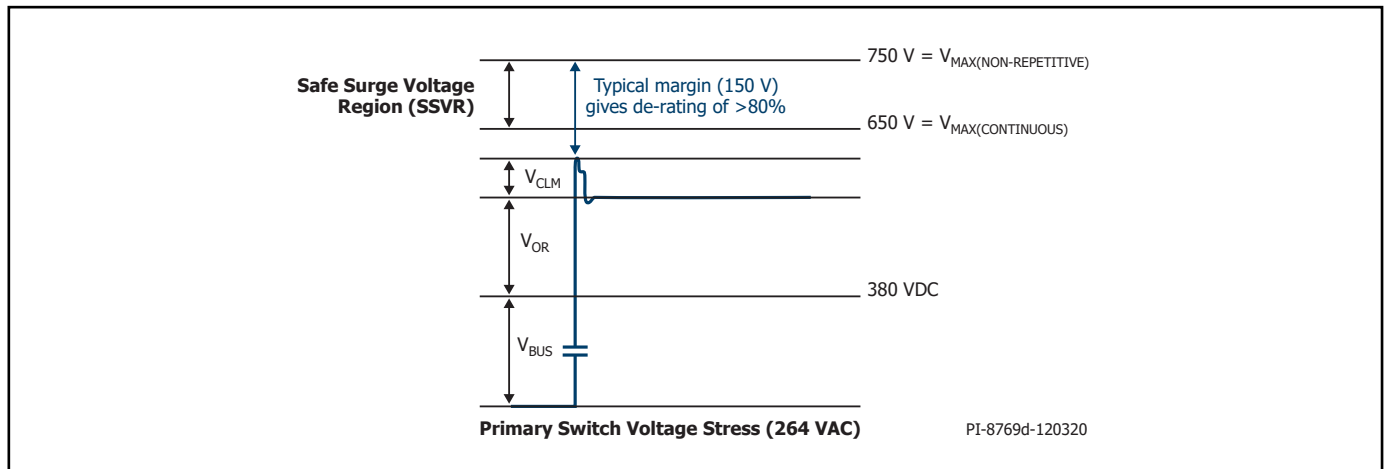 750 V = VMAX(NON-REPETITIVE)
Safe Surge Voltage
Region (SSVR)
Typical margin (150 V)
gives de-rating of >80%
650 V = VMAX(CONTINUOUS)
VCLM
VOR
380 VDC
VBUS
Primary Switch Voltage Stress (264 VAC)
PI-8769d-120320